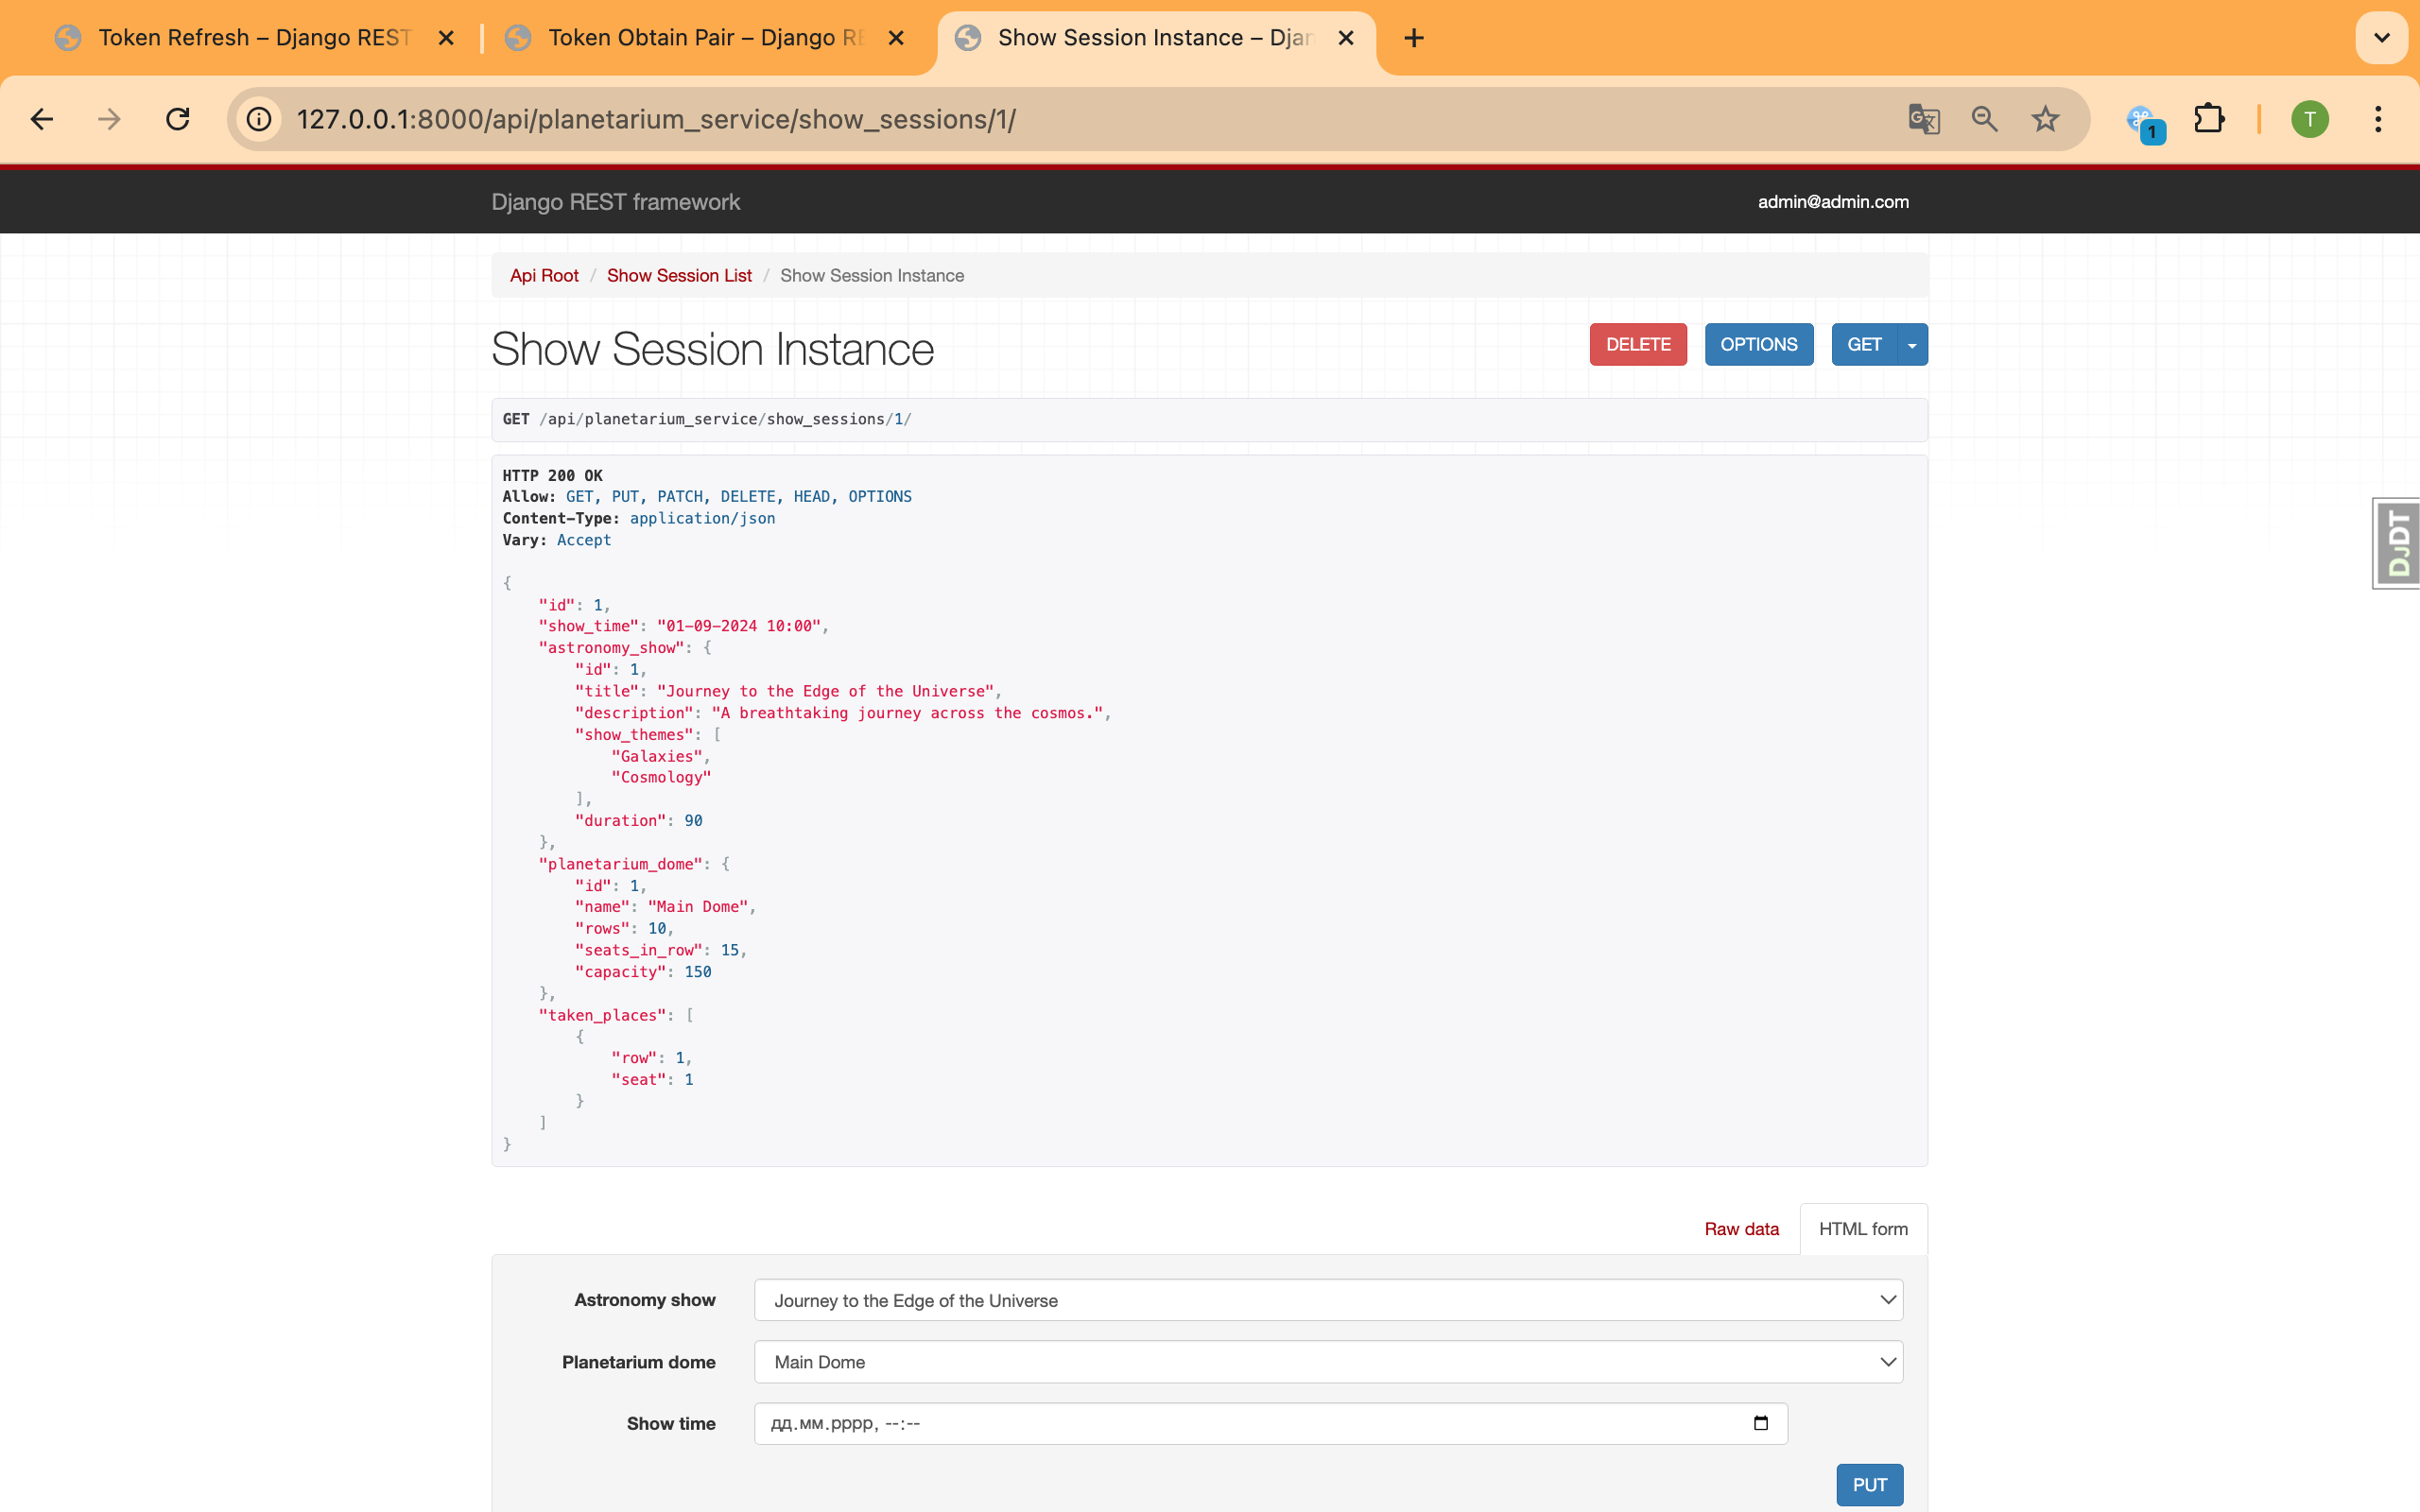 Token Refresh – Django REST
Token Obtain Pair – Django RE
Show Session Instance – Djan
127.0.0.1:8000/api/planetarium_service/show_sessions/1/
1
T
Django REST framework
admin@admin.com
Api Root / Show Session List / Show Session Instance
Show Session Instance
DELETE
OPTIONS
GET
GET /api/planetarium_service/show_sessions/1/
HTTP 200 OK
Allow: GET, PUT, PATCH, DELETE, HEAD, OPTIONS
Content-Type: application/json
Vary: Accept
{
"id": 1,
"show_time": "01-09-2024 10:00",
"astronomy_show": {
"id": 1,
"title": "Journey to the Edge of the Universe",
"description": "A breathtaking journey across the cosmos.",
"show_themes": [
"Galaxies",
"Cosmology"
],
"duration": 90
},
"planetarium_dome": {
"id": 1,
"name": "Main Dome",
"rows": 10,
"seats_in_row": 15,
"capacity": 150
},
"taken_places": [
{
"row": 1,
"seat": 1
}
]
}
DJDT
Raw data
HTML form
Astronomy show
Journey to the Edge of the Universe
Planetarium dome
Main Dome
Show time
дд.мм.рррр, --:--
PUT